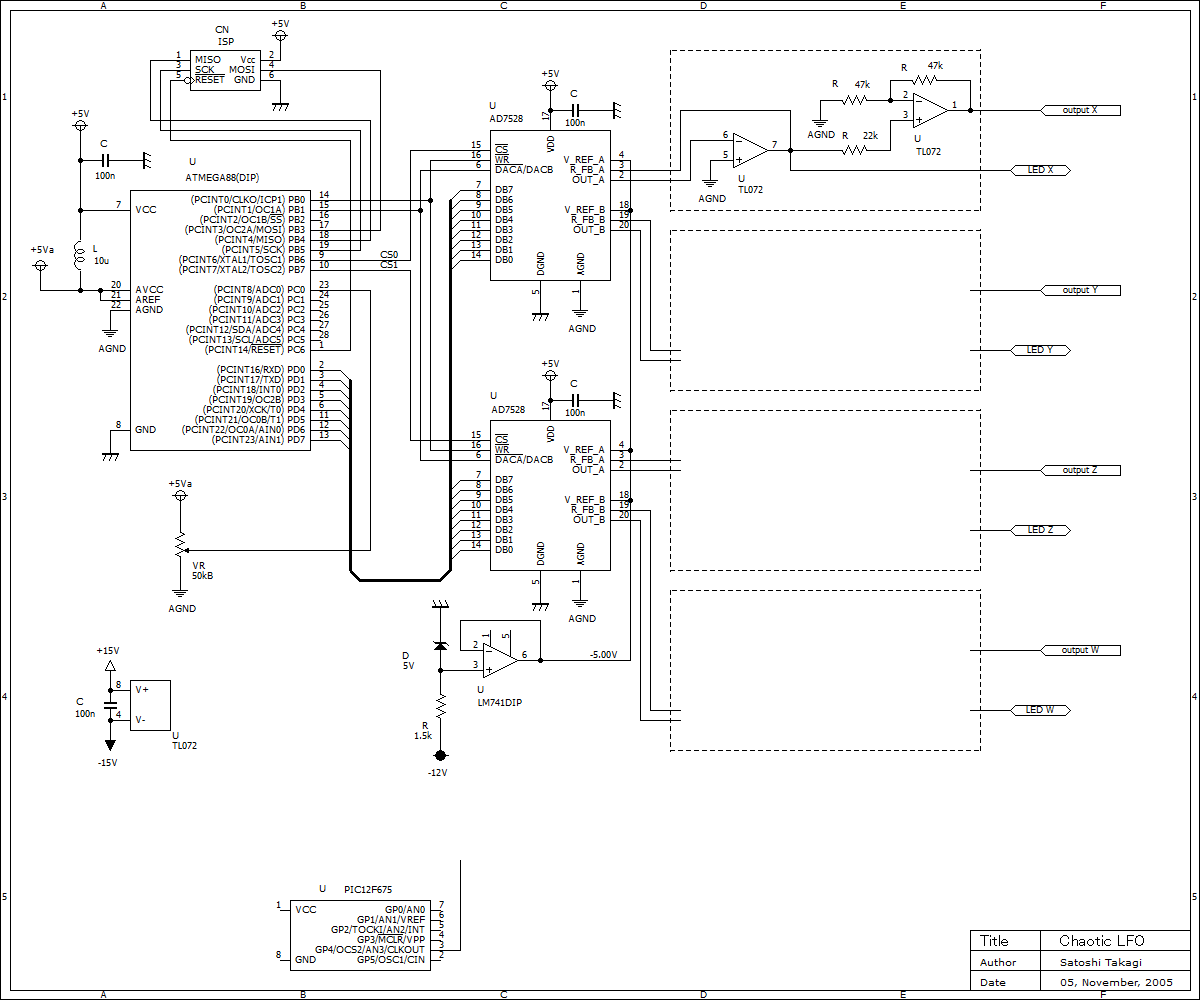 A B C D E F
1 1
2 2
3 3
4 4
5 5
CN
ISP
+5V
1 MISO Vcc 2
3 SCK MOSI 4
5 RESET GND 6
+5V
C
100n
U
ATMEGA88(DIP)
7 VCC
+5Va
L
10u
20 AVCC
21 AREF
22 AGND
AGND
8 GND
(PCINT0/CLKO/ICP1) PB0 14
(PCINT1/OC1A) PB1 15
(PCINT2/OC1B/SS) PB2 16
(PCINT3/OC2A/MOSI) PB3 17
(PCINT4/MISO) PB4 18
(PCINT5/SCK) PB5 19
(PCINT6/XTAL1/TOSC1) PB6 9
(PCINT7/XTAL2/TOSC2) PB7 10
CS0
CS1
(PCINT8/ADC0) PC0 23
(PCINT9/ADC1) PC1 24
(PCINT10/ADC2) PC2 25
(PCINT11/ADC3) PC3 26
(PCINT12/SDA/ADC4) PC4 27
(PCINT13/SCL/ADC5) PC5 28
(PCINT14/RESET) PC6 1
(PCINT16/RXD) PD0 2
(PCINT17/TXD) PD1 3
(PCINT18/INT0) PD2 4
(PCINT19/OC2B) PD3 5
(PCINT20/XCK/T0) PD4 6
(PCINT21/OC0B/T1) PD5 11
(PCINT22/OC0A/AIN0) PD6 12
(PCINT23/AIN1) PD7 13
+5V
U
AD7528
C
100n
17
VDD
15 CS
16 WR
6 DACA/DACB
7 DB7
8 DB6
9 DB5
10 DB4
11 DB3
12 DB2
13 DB1
14 DB0
V_REF_A 4
R_FB_A 3
OUT_A 2
V_REF_B 18
R_FB_B 19
OUT_B 20
DGND
AGND
5
1
AGND
+5V
U
AD7528
C
100n
17
VDD
15 CS
16 WR
6 DACA/DACB
7 DB7
8 DB6
9 DB5
10 DB4
11 DB3
12 DB2
13 DB1
14 DB0
V_REF_A 4
R_FB_A 3
OUT_A 2
V_REF_B 18
R_FB_B 19
OUT_B 20
DGND
AGND
5
1
AGND
6
5
7
U
TL072
AGND
R 47k
R 47k
AGND
R 22k
2
3
1
U
TL072
output X
LED X
output Y
LED Y
output Z
LED Z
output W
LED W
+5Va
VR
50kB
AGND
D
5V
R
1.5k
-12V
2
3
1
5
6
U
LM741DIP
-5.00V
+15V
C
100n
8 V+
4 V-
U
TL072
-15V
U PIC12F675
1 VCC
8 GND
GP0/AN0 7
GP1/AN1/VREF 6
GP2/TOCKI/AN2/INT 5
GP3/MCLR/VPP 4
GP4/OCS2/AN3/CLKOUT 3
GP5/OSC1/CIN 2
Title Chaotic LFO
Author Satoshi Takagi
Date 05, November, 2005
A B C D E F